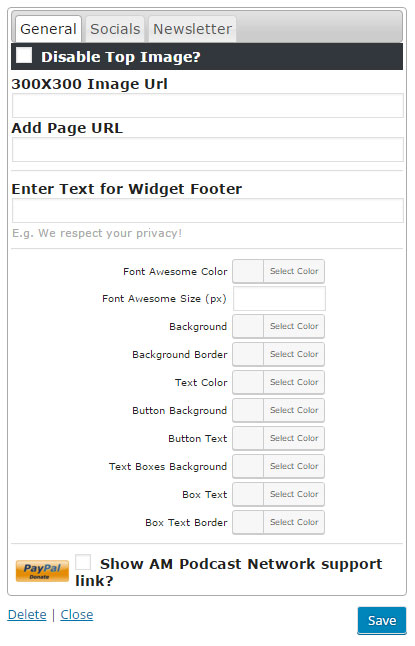 General Socials Newsletter
Disable Top Image?
300X300 Image Url
Add Page URL
Enter Text for Widget Footer
E.g. We respect your privacy!
Font Awesome Color Select Color
Font Awesome Size (px)
Background Select Color
Background Border Select Color
Text Color Select Color
Button Background Select Color
Button Text Select Color
Text Boxes Background Select Color
Box Text Select Color
Box Text Border Select Color
PayPal
Donate
Show AM Podcast Network support
link?
Delete | Close
Save